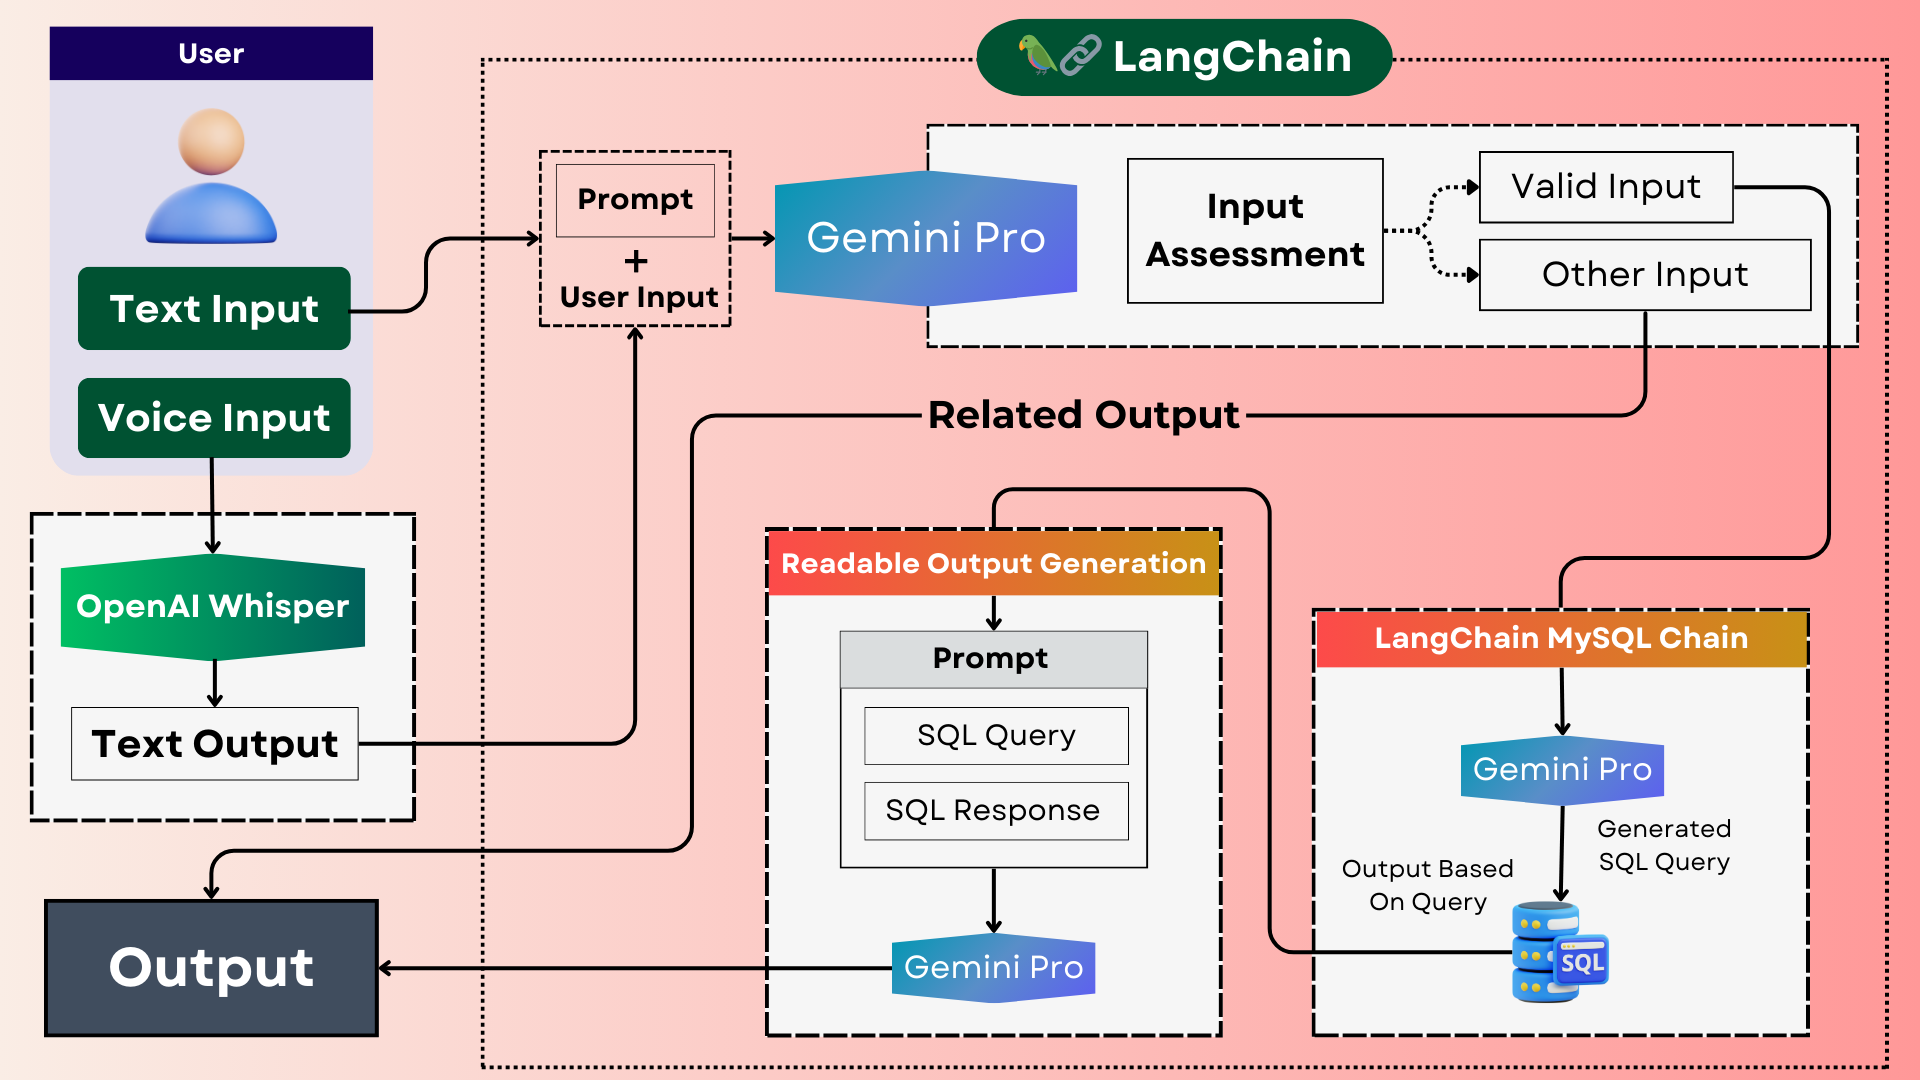 User
Text Input
Voice Input
OpenAI Whisper
Text Output
Output
LangChain
Prompt
+
User Input
Gemini Pro
Input
Assessment
Valid Input
Other Input
Related Output
Readable Output Generation
Prompt
SQL Query
SQL Response
Gemini Pro
LangChain MySQL Chain
Gemini Pro
Generated
SQL Query
Output Based
On Query
SQL